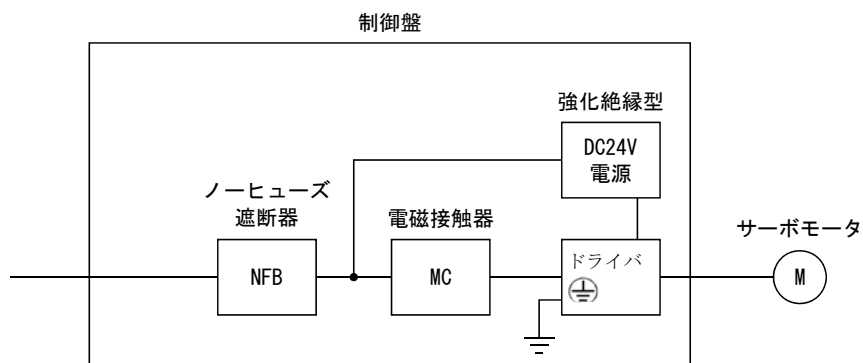 制御盤
強化絶縁型
DC24V
電源
ノーヒューズ
遮断器
電磁接触器
サーボモータ
NFB
MC
ドライバ
M